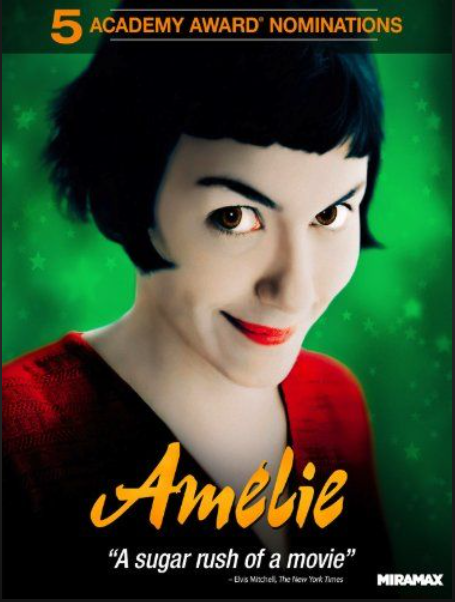 5 ACADEMY AWARD® NOMINATIONS
Amélie
“A sugar rush of a movie”
– Elvis Mitchell, The New York Times
MIRAMAX